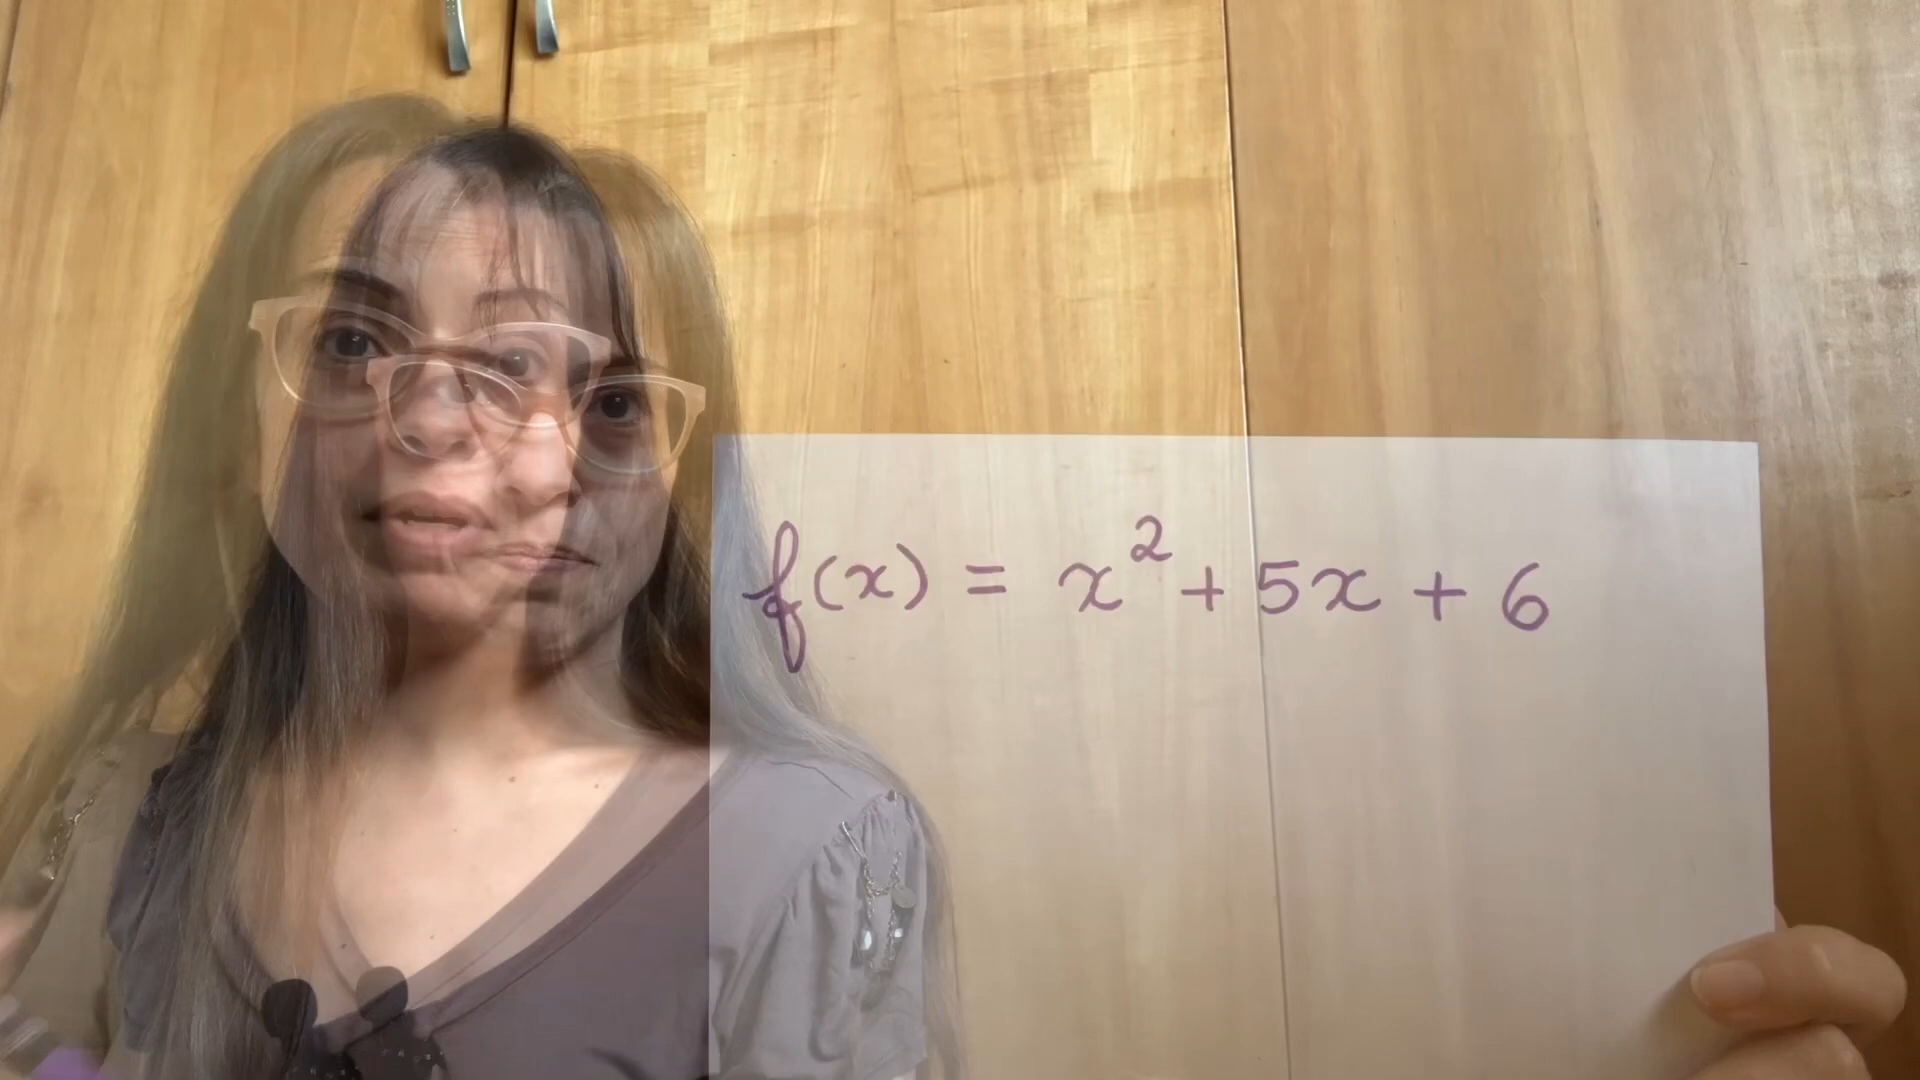 f(x) = x² + 5x + 6